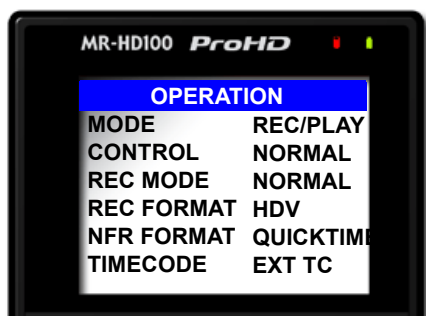 MR-HD100 ProHD
OPERATION
MODE REC/PLAY
CONTROL NORMAL
REC MODE NORMAL
REC FORMAT HDV
NFR FORMAT QUICKTIME
TIMECODE EXT TC